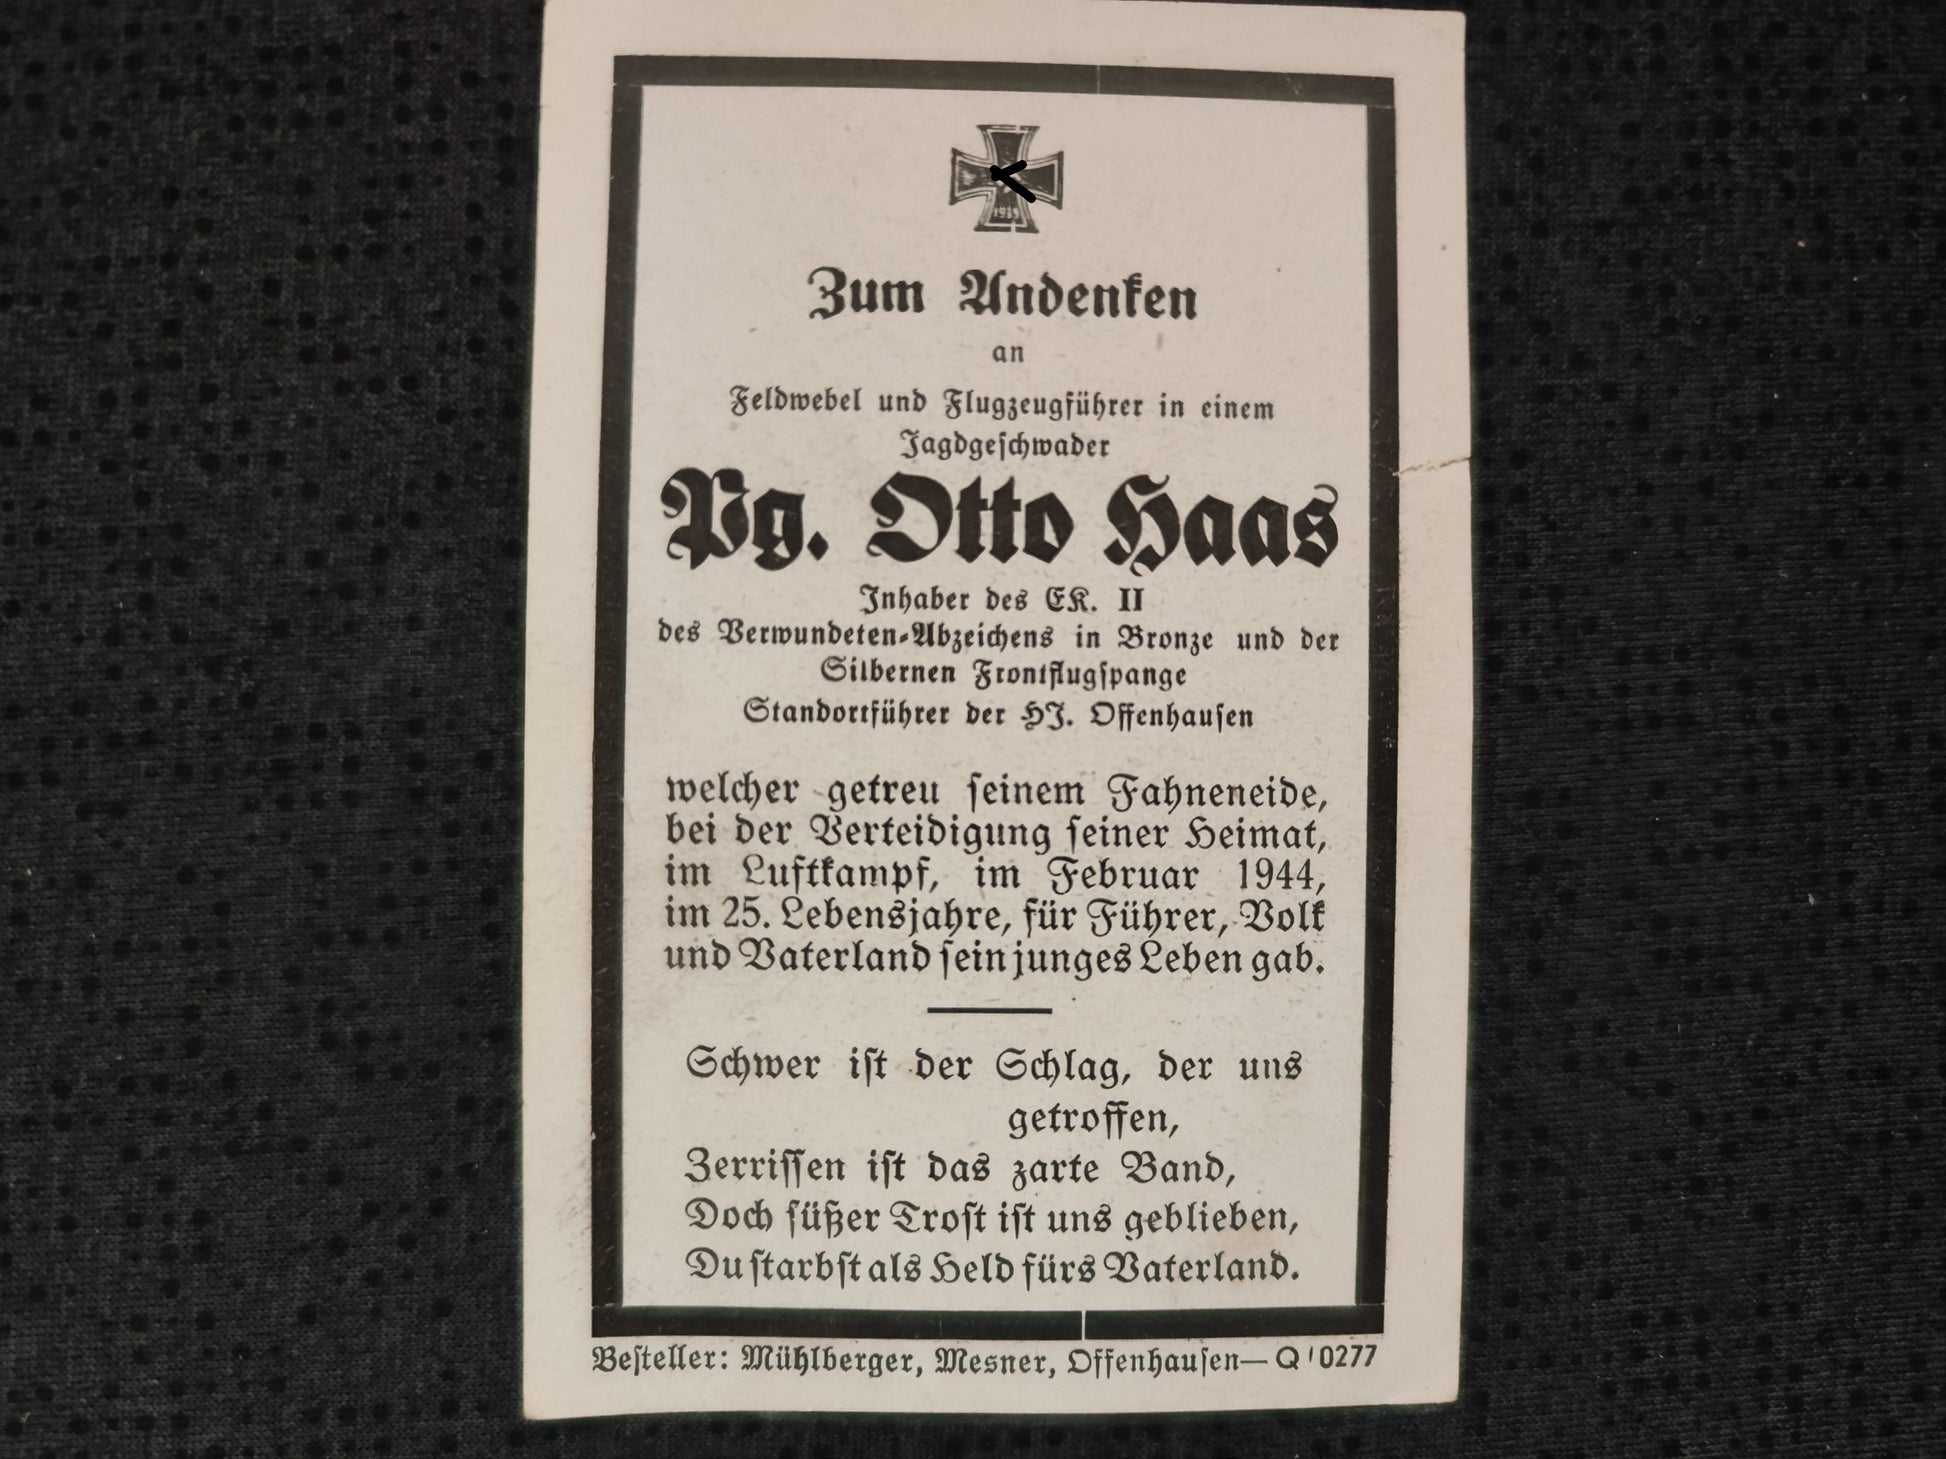 1939
Zum Andenken
an
Feldwebel und Flugzeugführer in einem
Jagdgeſchwader
Pg. Otto Haas
Inhaber des EK. II
des Verwundeten-Abzeichens in Bronze und der
Silbernen Frontflugſpange
Standortführer der HJ. Offenhauſen
welcher getreu ſeinem Fahneneide,
bei der Verteidigung ſeiner Heimat,
im Luftkampf, im Februar 1944,
im 25. Lebensjahre, für Führer, Volk
und Vaterland ſein junges Leben gab.
Schwer iſt der Schlag, der uns
getroffen,
Zerriſſen iſt das zarte Band,
Doch ſüßer Troſt iſt uns geblieben,
Du ſtarbſt als Held fürs Vaterland.
Beſteller: Mühlberger, Mesner, Offenhauſen— Q'0277